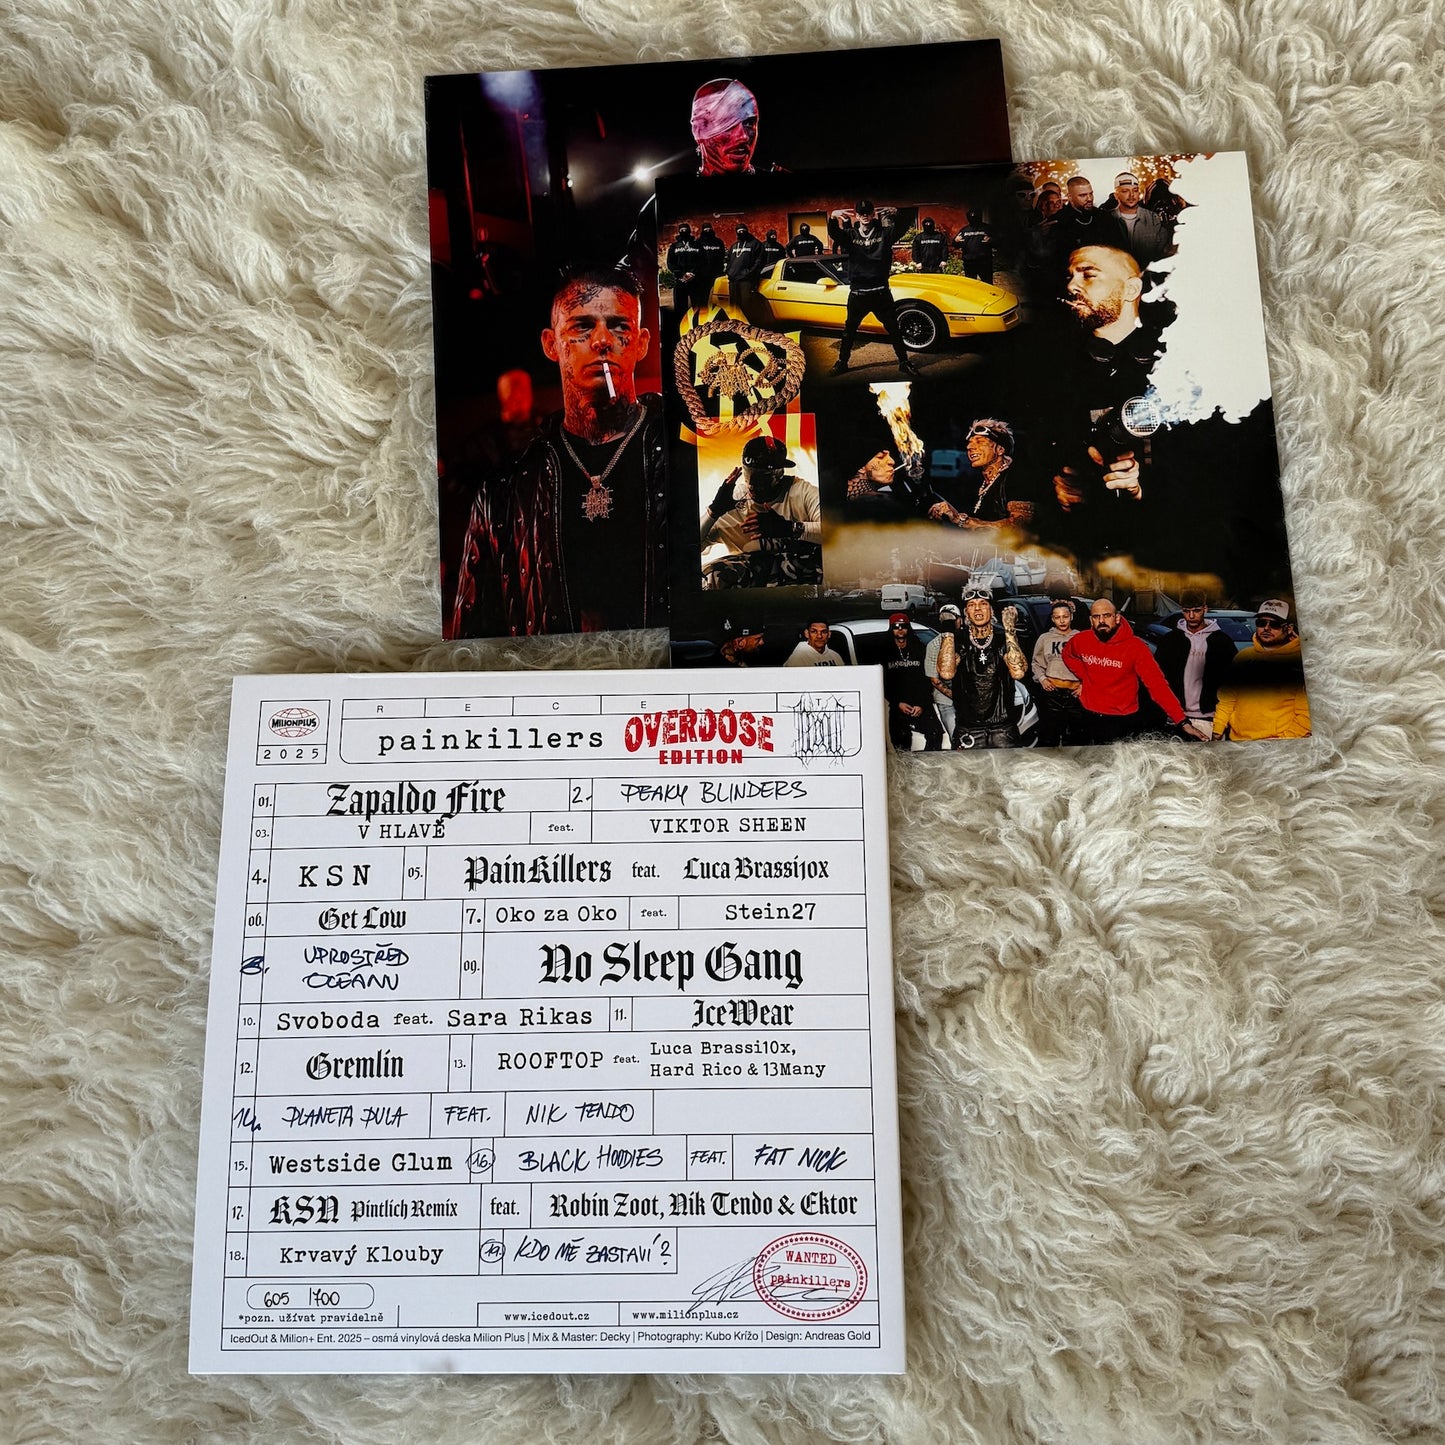 MILIONPLUS
2025
RECEPT
painkillers
OVERDOSE
EDITION
01. Zapaldo Fire 2. PEAKY BLINDERS
03. V HLAVĚ feat. VIKTOR SHEEN
4. KSN 05. PainKillers feat. Luca Brassi10x
06. Get Low 7. Oko za Oko feat. Stein27
8. UPROSTŘED OCEÁNU 09. No Sleep Gang
10. Svoboda feat. Sara Rikas 11. IceWear
12. Gremlin 13. ROOFTOP feat. Luca Brassi10x,
Hard Rico & 13Many
14. PLANETA PULA FEAT. NIK TENDO
15. Westside Glum 16. BLACK HOODIES FEAT. FAT NICK
17. KSN Pintlich Remix feat. Robin Zoot, Nik Tendo & Ektor
18. Krvavý Klouby 19. KDO MĚ ZASTAVÍ?
WANTED
painkillers
605 /700
*pozn. užívat pravidelně
www.icedout.cz www.milionplus.cz
IcedOut & Milion+ Ent. 2025 – osmá vinylová deska Milion Plus | Mix & Master: Decky | Photography: Kubo Krížo | Design: Andreas Gold